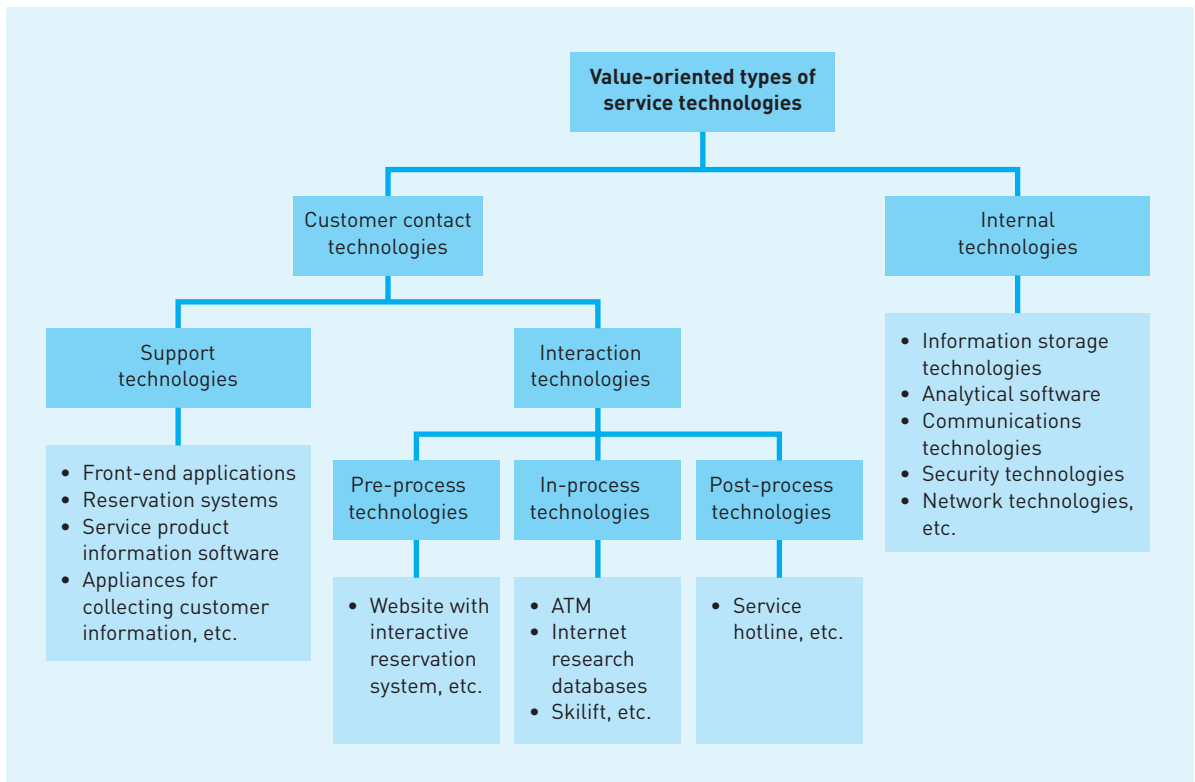 Value-oriented types of
service technologies
Customer contact
technologies
Internal
technologies
Support
technologies
Interaction
technologies
• Information storage
technologies
• Analytical software
• Communications
technologies
• Security technologies
• Network technologies,
etc.
• Front-end applications
• Reservation systems
• Service product
information software
• Appliances for
collecting customer
information, etc.
Pre-process
technologies
In-process
technologies
Post-process
technologies
• Website with
interactive
reservation
system, etc.
• ATM
• Internet
research
databases
• Skilift, etc.
• Service
hotline, etc.